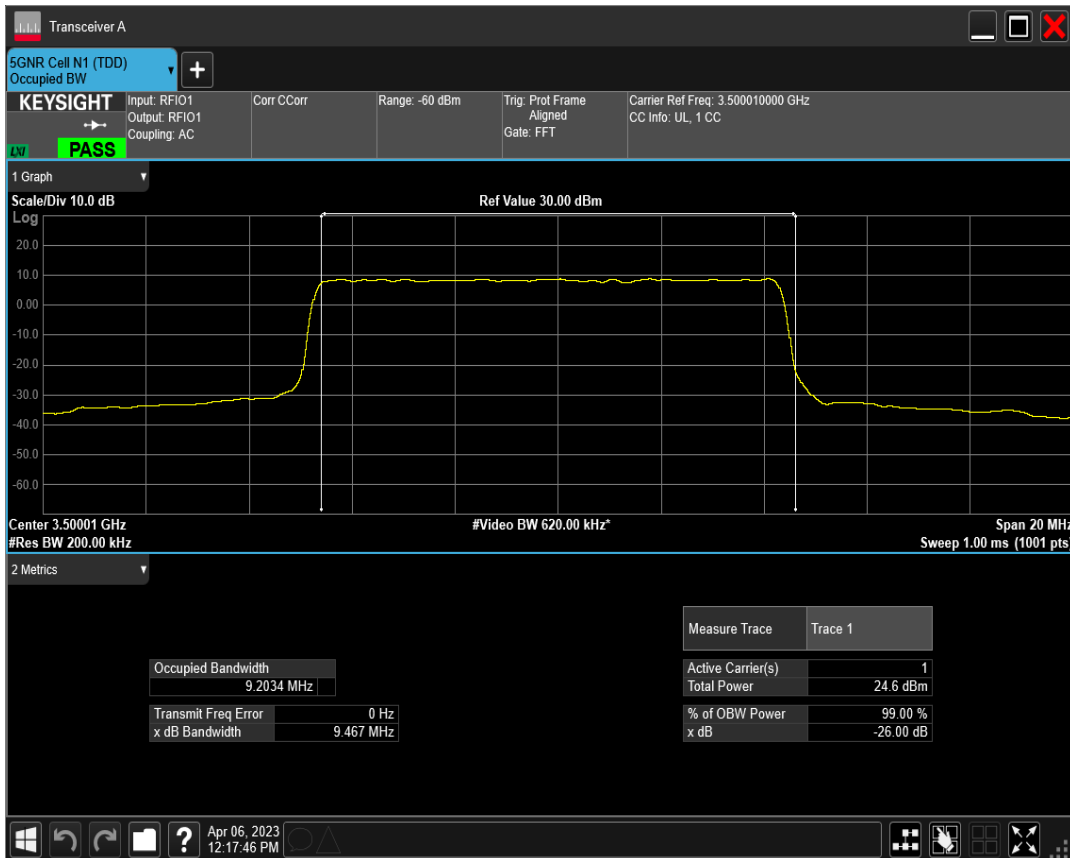 Transceiver A
5GNR Cell N1 (TDD)
Occupied BW
+
KEYSIGHT
LXI
PASS
Input: RFIO1
Output: RFIO1
Coupling: AC
Corr CCorr
Range: -60 dBm
Trig: Prot Frame
Aligned
Gate: FFT
Carrier Ref Freq: 3.500010000 GHz
CC Info: UL, 1 CC
1 Graph
Scale/Div 10.0 dB
Ref Value 30.00 dBm
Log
20.0
10.0
0.00
-10.0
-20.0
-30.0
-40.0
-50.0
-60.0
Center 3.50001 GHz
#Video BW 620.00 kHz*
Span 20 MHz
#Res BW 200.00 kHz
Sweep 1.00 ms (1001 pts)
2 Metrics
Measure Trace Trace 1
Occupied Bandwidth
9.2034 MHz
Active Carrier(s) 1
Total Power 24.6 dBm
Transmit Freq Error 0 Hz
x dB Bandwidth 9.467 MHz
% of OBW Power 99.00 %
x dB -26.00 dB
?
Apr 06, 2023
12:17:46 PM